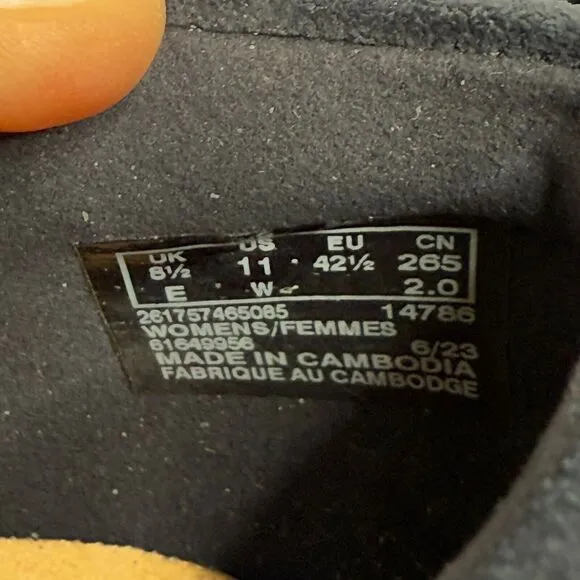 UK US EU CN
8½ 11 42½ 265
E W 2.0
261757465085 14786
WOMENS/FEMMES
61649956 6/23
MADE IN CAMBODIA
FABRIQUE AU CAMBODGE